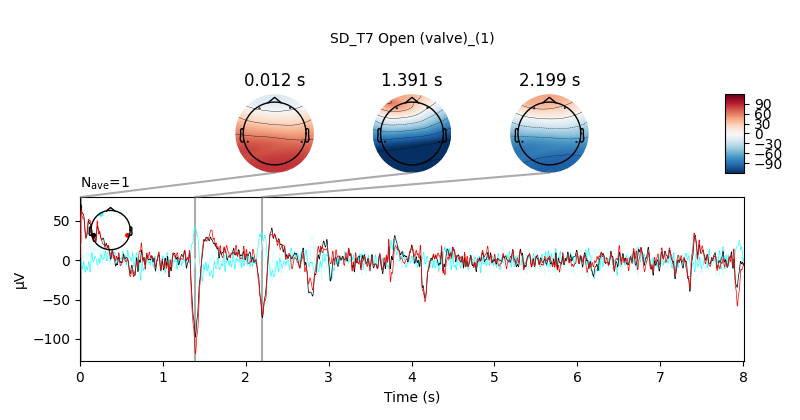 SD_T7 Open (valve)_(1)
0.012 s 1.391 s 2.199 s
90
60
30
0
−30
−60
−90
Nave=1
50
0
−50
−100
µV
0 1 2 3 4 5 6 7 8
Time (s)